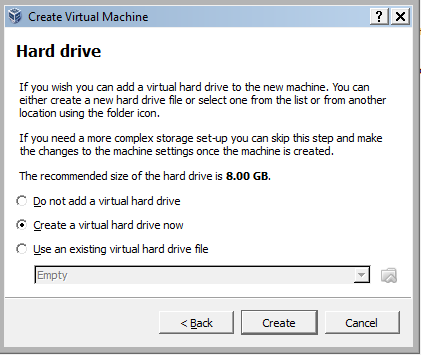 Create Virtual Machine
Hard drive
If you wish you can add a virtual hard drive to the new machine. You can
either create a new hard drive file or select one from the list or from another
location using the folder icon.
If you need a more complex storage set-up you can skip this step and make
the changes to the machine settings once the machine is created.
The recommended size of the hard drive is 8.00 GB.
Do not add a virtual hard drive
Create a virtual hard drive now
Use an existing virtual hard drive file
Empty
< Back
Create
Cancel